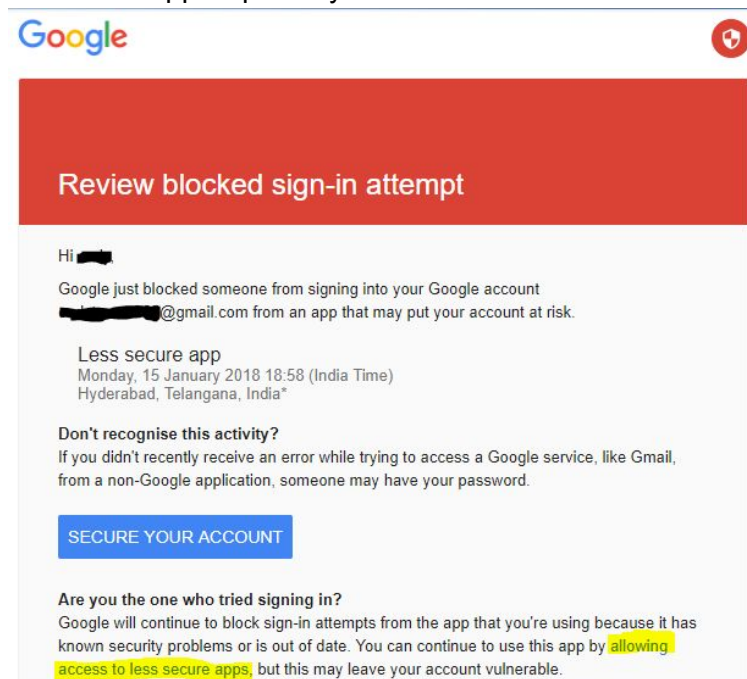 Google
Review blocked sign-in attempt
Hi
Google just blocked someone from signing into your Google account
@gmail.com from an app that may put your account at risk.
Less secure app
Monday, 15 January 2018 18:58 (India Time)
Hyderabad, Telangana, India*
Don't recognise this activity?
If you didn't recently receive an error while trying to access a Google service, like Gmail,
from a non-Google application, someone may have your password.
SECURE YOUR ACCOUNT
Are you the one who tried signing in?
Google will continue to block sign-in attempts from the app that you're using because it has
known security problems or is out of date. You can continue to use this app by allowing
access to less secure apps, but this may leave your account vulnerable.